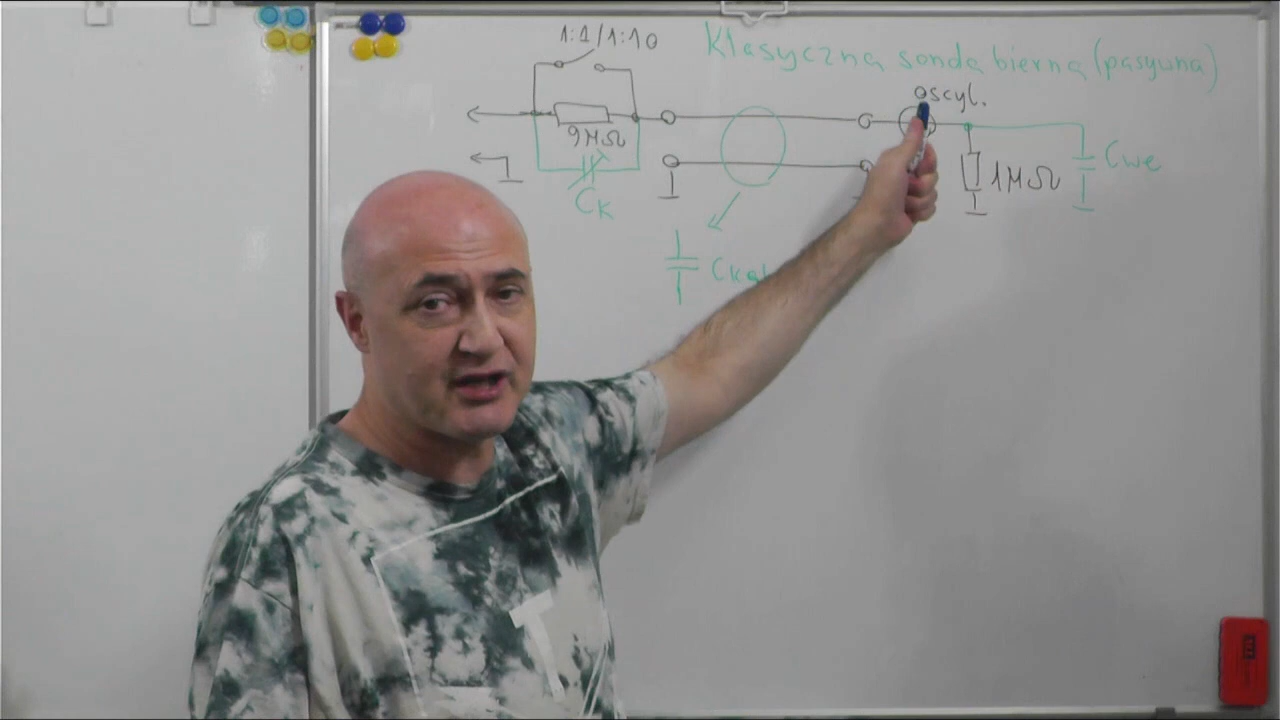 1:1/1:10
Klasyczna sonda bierna (pasywna)
oscyl.
9MΩ
1MΩ
Cwe
CK